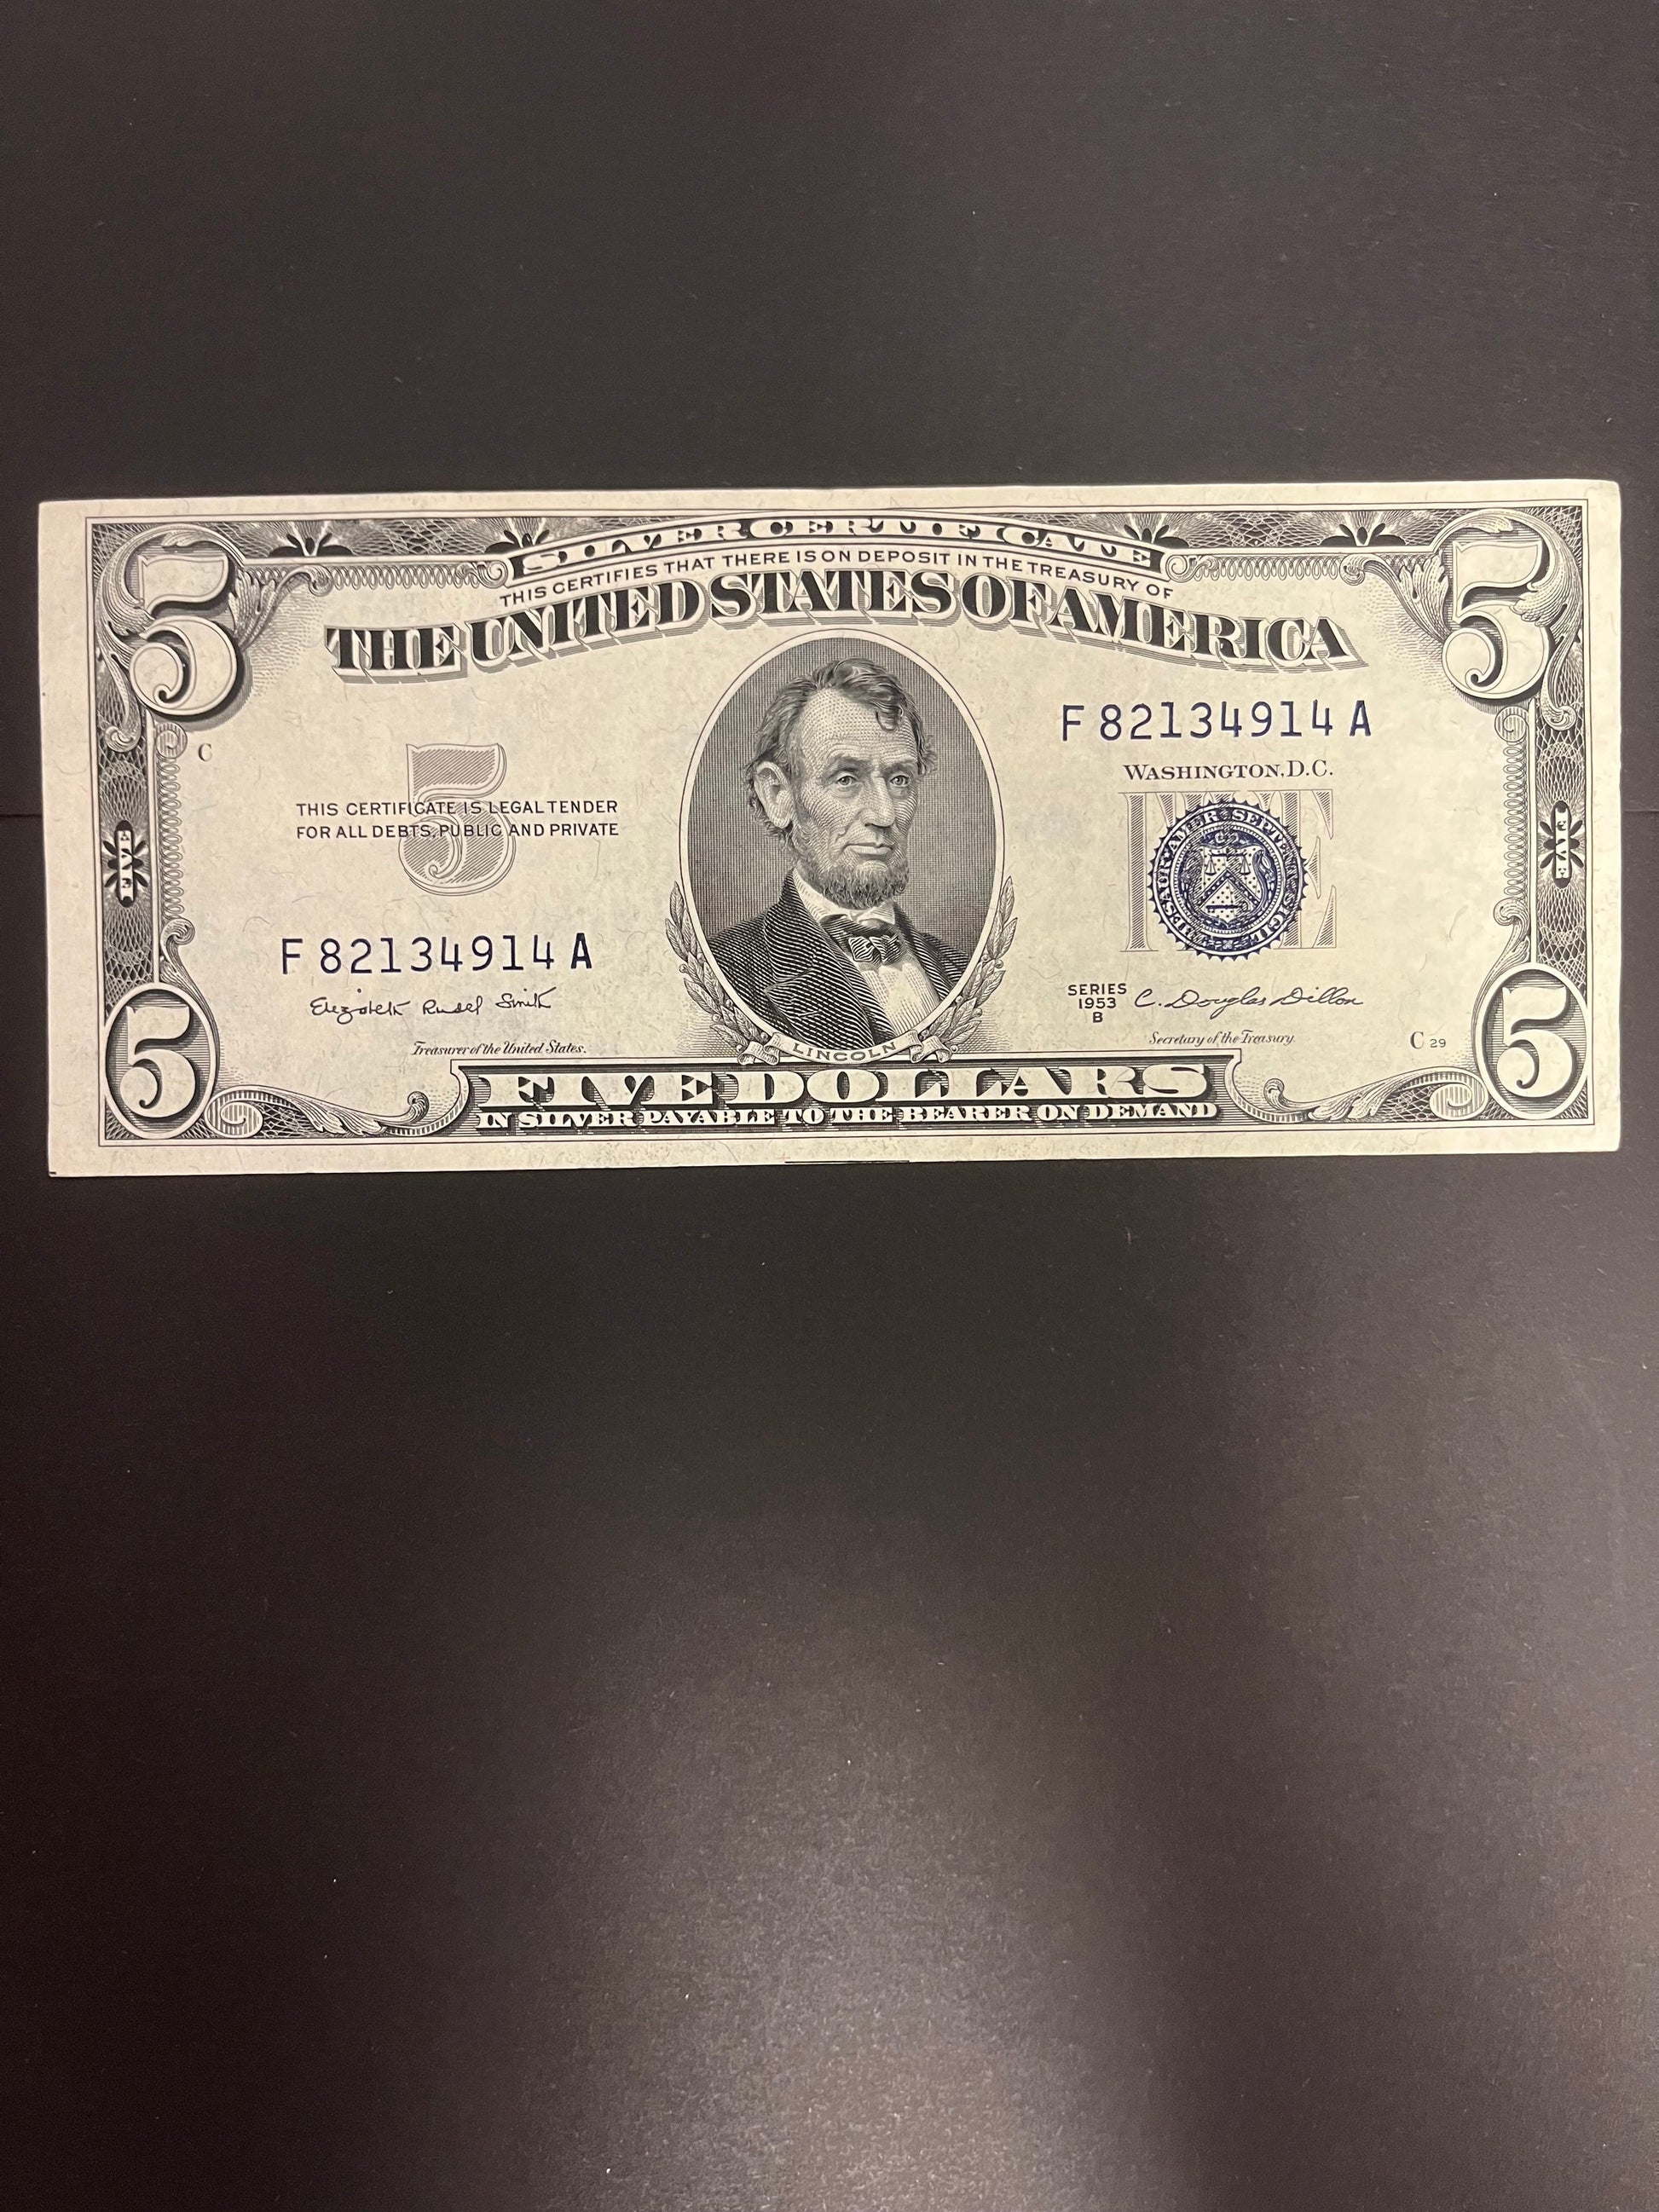 SILVER CERTIFICATE
THIS CERTIFIES THAT THERE IS ON DEPOSIT IN THE TREASURY OF
THE UNITED STATES OF AMERICA
5
5
F 82134914 A
WASHINGTON, D.C.
C
5
THIS CERTIFICATE IS LEGAL TENDER
FOR ALL DEBTS, PUBLIC AND PRIVATE
FIVE
FIVE
FIVE
F 82134914 A
Elizabeth Rudel Smith
Treasurer of the United States.
SERIES
1953
B
C. Douglas Dillon
Secretary of the Treasury.
C 29
LINCOLN
5
5
FIVE DOLLARS
IN SILVER PAYABLE TO THE BEARER ON DEMAND